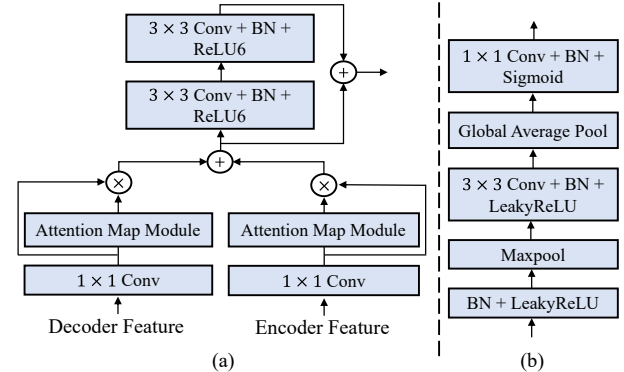 3 × 3 Conv + BN +
ReLU6
3 × 3 Conv + BN +
ReLU6
+
+
×
×
Attention Map Module
Attention Map Module
1 × 1 Conv
1 × 1 Conv
Decoder Feature
Encoder Feature
(a)
1 × 1 Conv + BN +
Sigmoid
Global Average Pool
3 × 3 Conv + BN +
LeakyReLU
Maxpool
BN + LeakyReLU
(b)